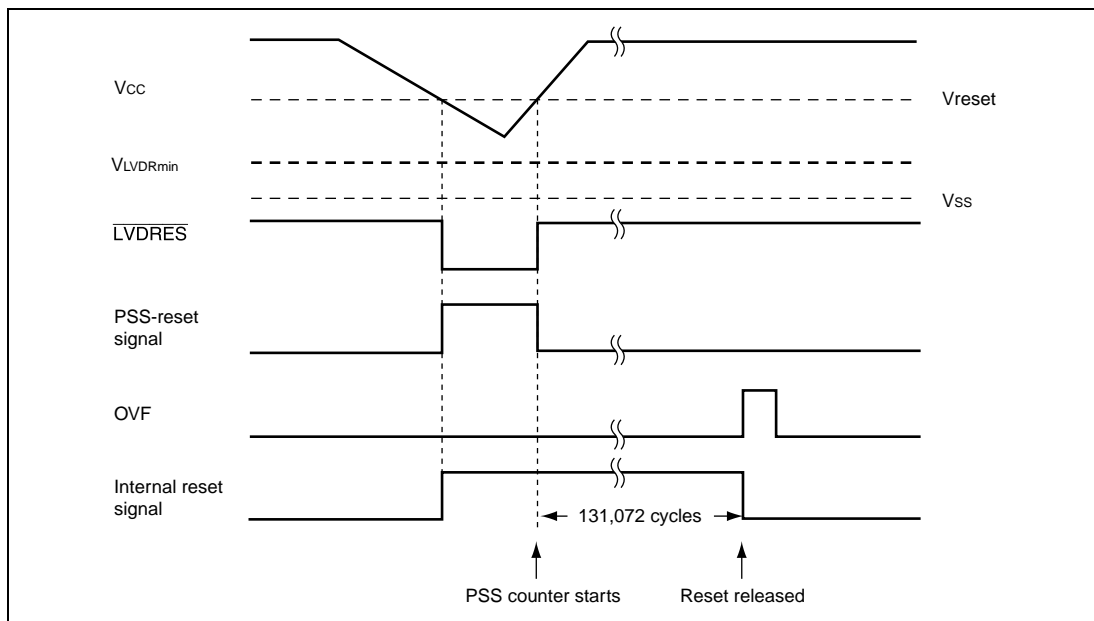 Vcc
Vreset
VLVDRmin
Vss
LVDRES
PSS-reset
signal
OVF
Internal reset
signal
131,072 cycles
PSS counter starts
Reset released